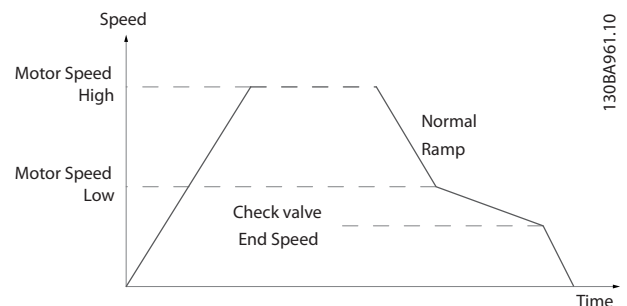 Speed
130BA961.10
Motor Speed
High
Normal
Ramp
Motor Speed
Low
Check valve
End Speed
Time